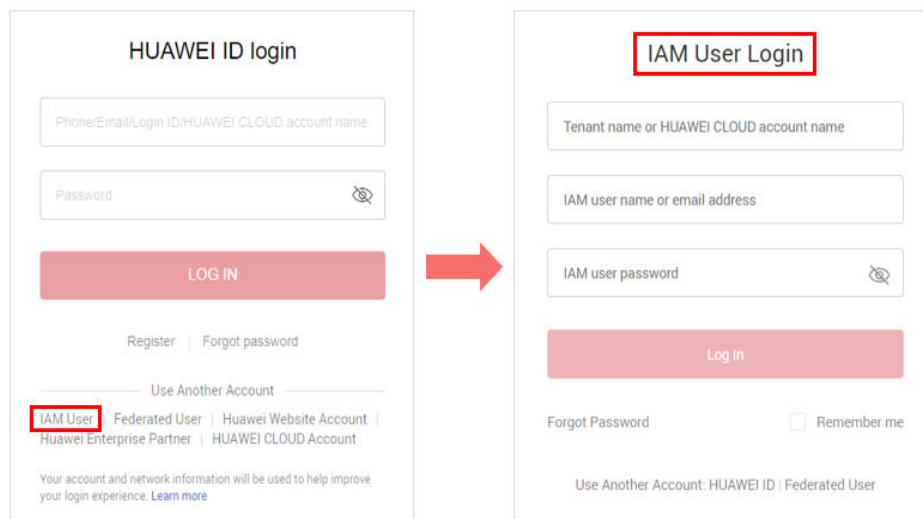 HUAWEI ID login
Phone/Email/Login ID/HUAWEI CLOUD account name
Password
LOG IN
Register | Forgot password
Use Another Account
IAM User | Federated User | Huawei Website Account |
Huawei Enterprise Partner | HUAWEI CLOUD Account
Your account and network information will be used to help improve
your login experience. Learn more
IAM User Login
Tenant name or HUAWEI CLOUD account name
IAM user name or email address
IAM user password
Log In
Forgot Password
Remember me
Use Another Account: HUAWEI ID | Federated User